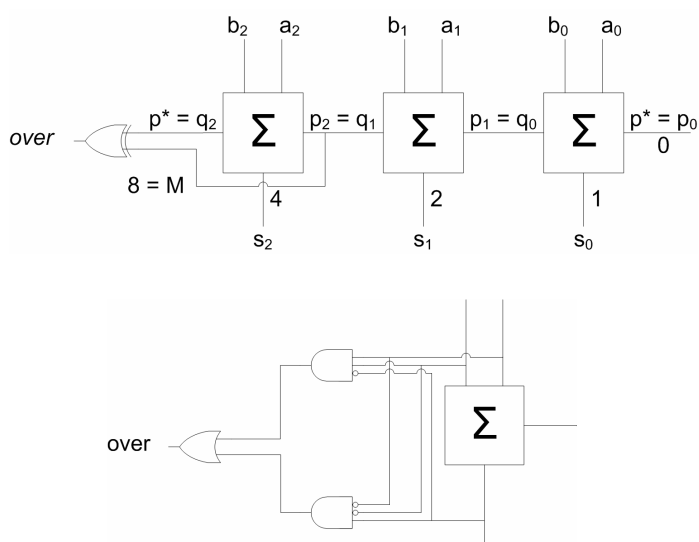 b₂ a₂ b₁ a₁ b₀ a₀
over p* = q₂ Σ p₂ = q₁ Σ p₁ = q₀ Σ p* = p₀
0
8 = M 4 2 1
s₂ s₁ s₀
Σ
over